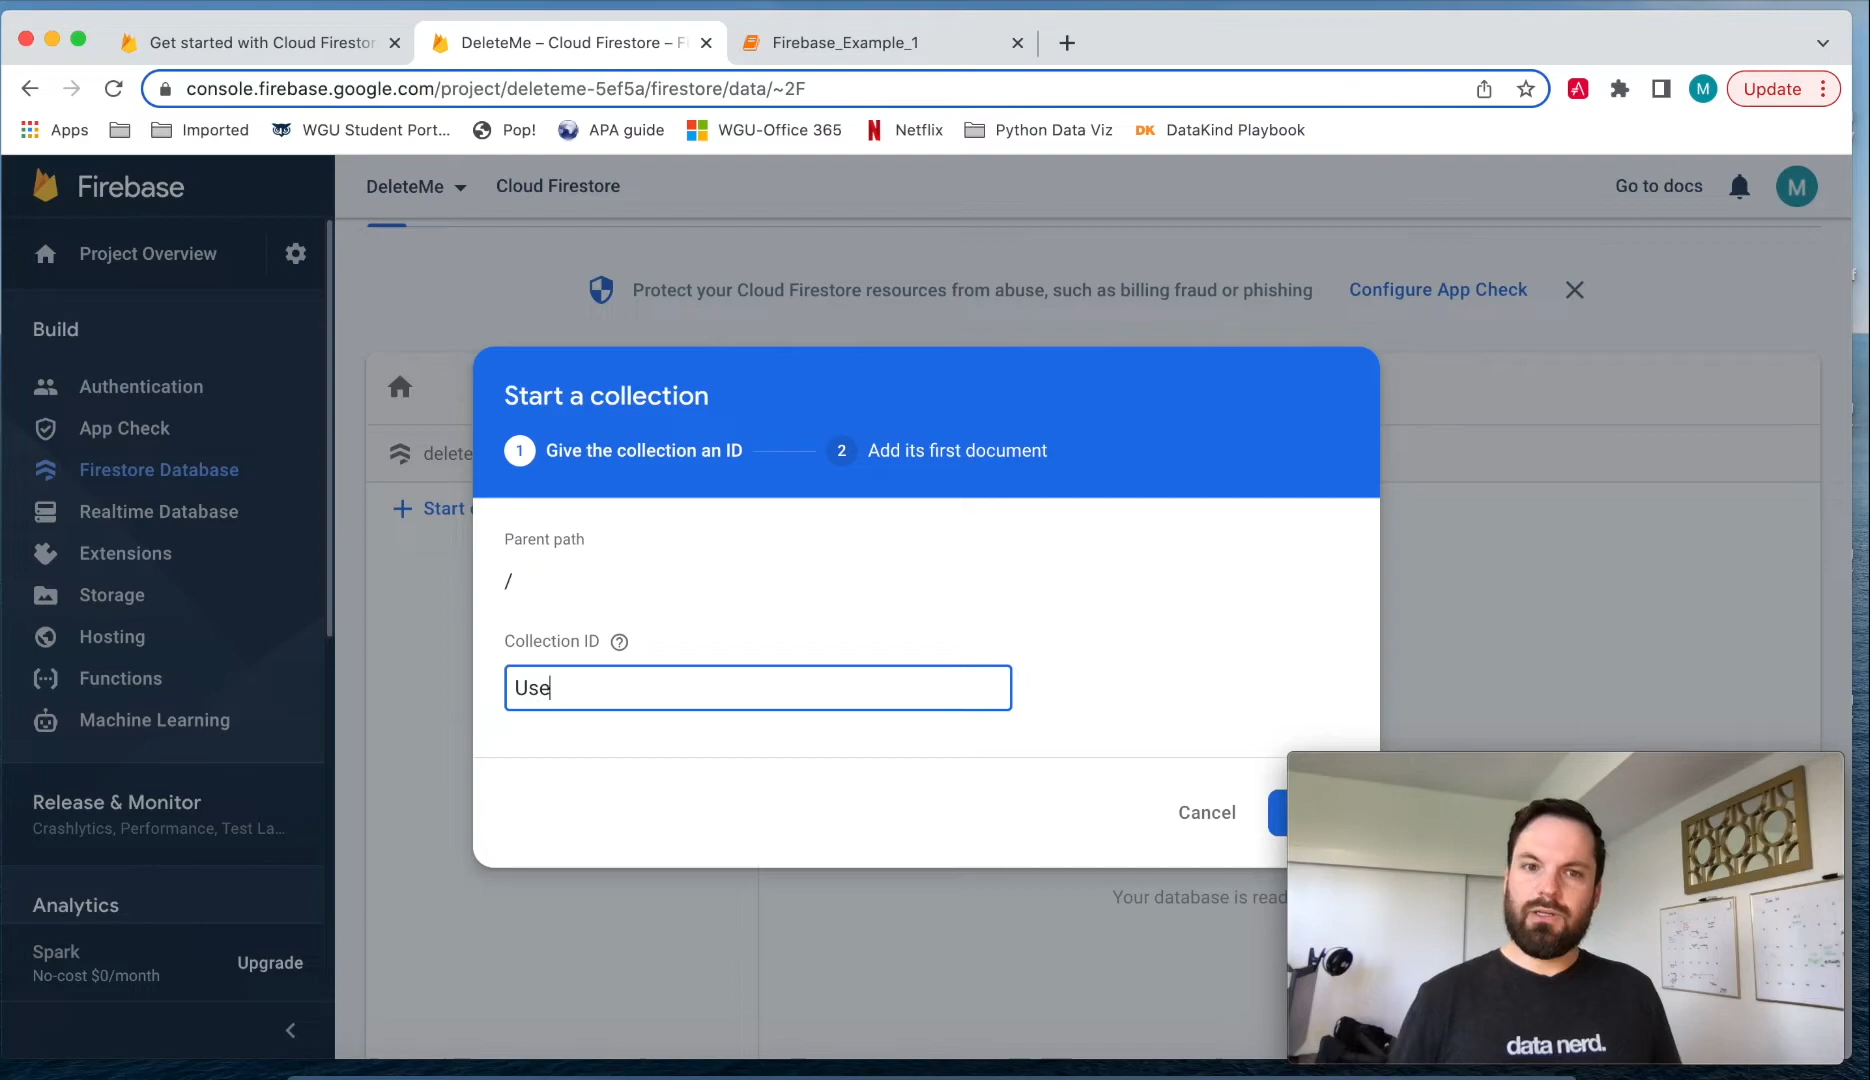 Get started with Cloud Firestor
DeleteMe – Cloud Firestore – Fi
Firebase_Example_1
console.firebase.google.com/project/deleteme-5ef5a/firestore/data/~2F
M
Update
Apps
Imported
WGU Student Port...
Pop!
APA guide
WGU-Office 365
Netflix
Python Data Viz
DK DataKind Playbook
Firebase
DeleteMe
Cloud Firestore
Go to docs
M
Project Overview
Protect your Cloud Firestore resources from abuse, such as billing fraud or phishing
Configure App Check
Build
Authentication
App Check
Firestore Database
Realtime Database
Extensions
Storage
Hosting
Functions
Machine Learning
Release & Monitor
Crashlytics, Performance, Test La...
Analytics
Spark
No-cost $0/month
Upgrade
delete
Start
Start a collection
1 Give the collection an ID
2 Add its first document
Parent path
/
Collection ID
Use
Cancel
Your database is read
data nerd.